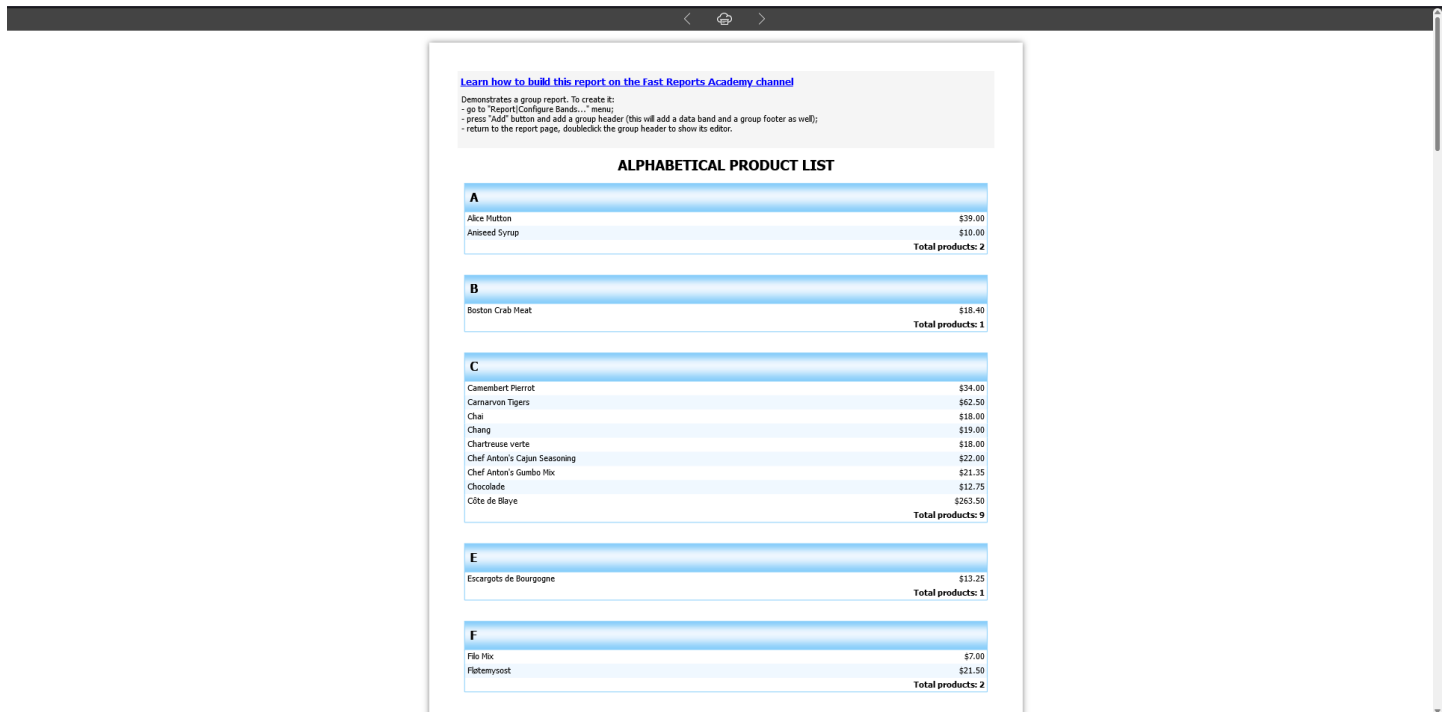 Learn how to build this report on the Fast Reports Academy channel
Demonstrates a group report. To create it:
- go to "Report|Configure Bands..." menu;
- press "Add" button and add a group header (this will add a data band and a group footer as well);
- return to the report page, doubleclick the group header to show its editor.
ALPHABETICAL PRODUCT LIST
A
Alice Mutton $39.00
Aniseed Syrup $10.00
Total products: 2
B
Boston Crab Meat $18.40
Total products: 1
C
Camembert Pierrot $34.00
Carnarvon Tigers $62.50
Chai $18.00
Chang $19.00
Chartreuse verte $18.00
Chef Anton's Cajun Seasoning $22.00
Chef Anton's Gumbo Mix $21.35
Chocolade $12.75
Côte de Blaye $263.50
Total products: 9
E
Escargots de Bourgogne $13.25
Total products: 1
F
Filo Mix $7.00
Fløtemysost $21.50
Total products: 2